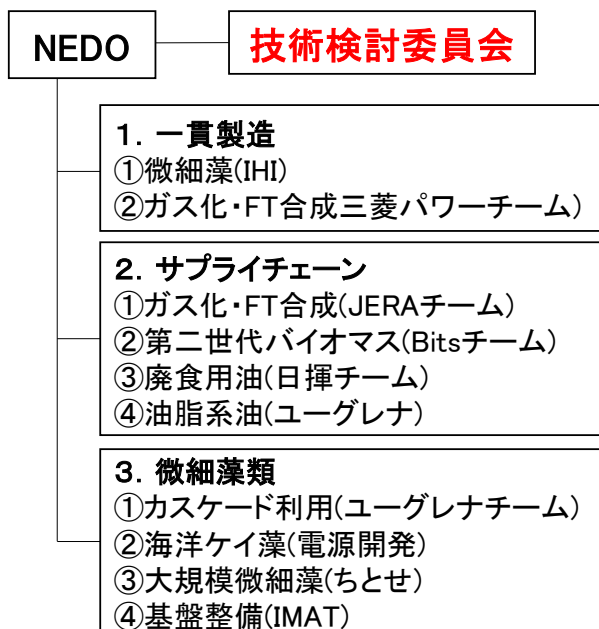 NEDO
技術検討委員会
１．一貫製造
①微細藻(IHI)
②ガス化・FT合成三菱パワーチーム)
２．サプライチェーン
①ガス化・FT合成(JERAチーム)
②第二世代バイオマス(Bitsチーム)
③廃食用油(日揮チーム)
④油脂系油(ユーグレナ)
３．微細藻類
①カスケード利用(ユーグレナチーム)
②海洋ケイ藻(電源開発)
③大規模微細藻(ちとせ)
④基盤整備(IMAT)